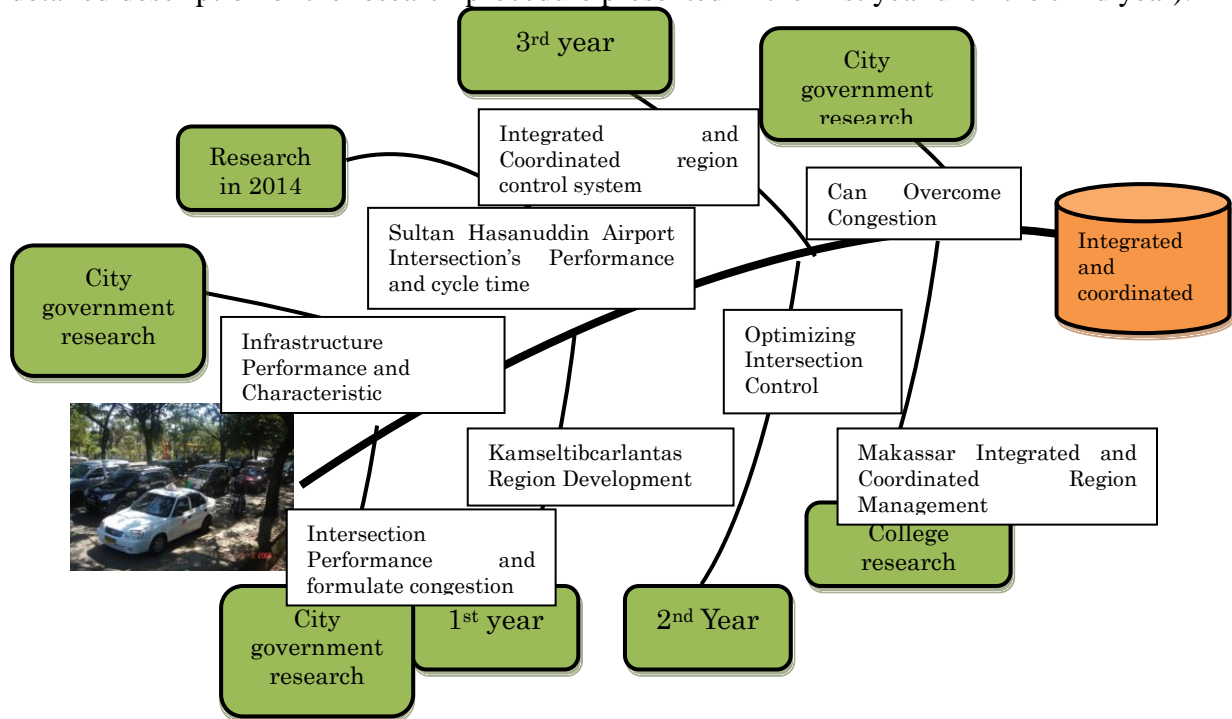 3rd year
City
government
research
Integrated and
Coordinated region
control system
Research
in 2014
Can Overcome
Congestion
Sultan Hasanuddin Airport
Intersection's Performance
and cycle time
Integrated
and
coordinated
City
government
research
Infrastructure
Performance and
Characteristic
Optimizing
Intersection
Control
Kamseltibcarlantas
Region Development
Makassar Integrated and
Coordinated Region
Management
Intersection
Performance and
formulate congestion
College
research
City
government
research
1st year
2nd Year